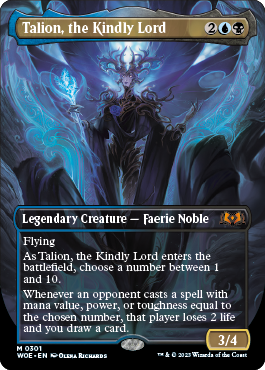 Talion, the Kindly Lord 2
Legendary Creature — Faerie Noble
Flying
As Talion, the Kindly Lord enters the
battlefield, choose a number between 1
and 10.
Whenever an opponent casts a spell with
mana value, power, or toughness equal to
the chosen number, that player loses 2 life
and you draw a card.
3/4
M 0301
WOE • EN Olena Richards
™ & © 2023 Wizards of the Coast